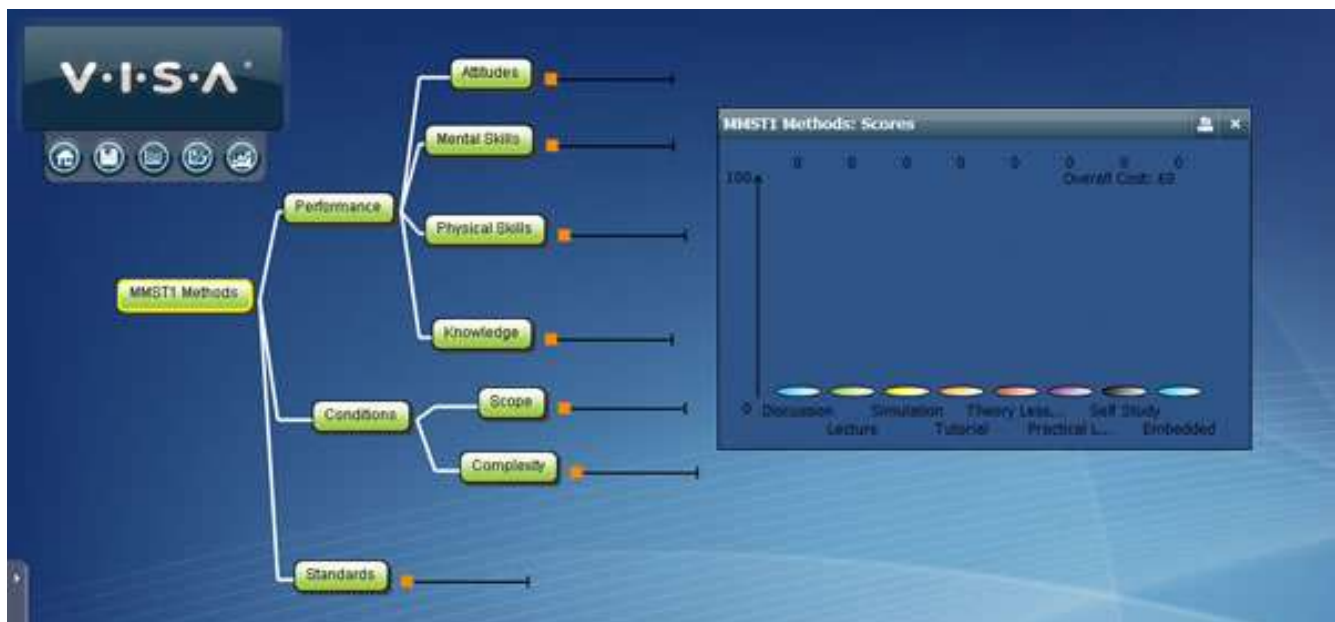 V·I·S·A
Attitudes
Mental Skills
Performance
Physical Skills
MMST1 Methods
Knowledge
Scope
Conditions
Complexity
Standards
MMST1 Methods: Scores
0 0 0 0 0 0 0 0
100
Overall Cost: £0
0
Discussion Simulation Theory Less... Self Study
Lecture Tutorial Practical L... Embedded